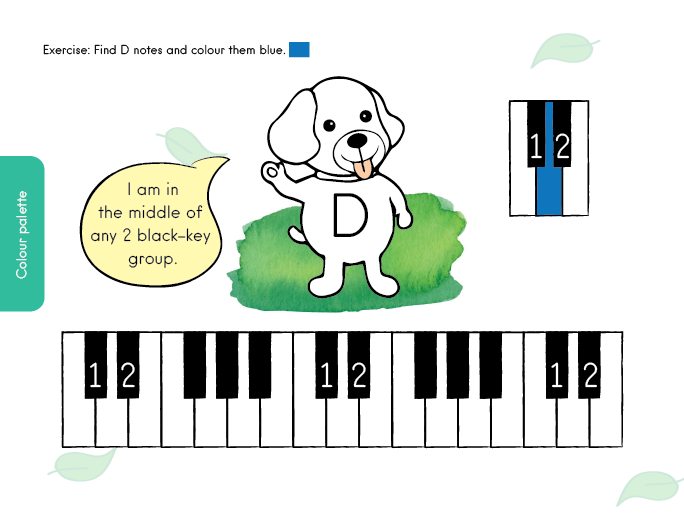 Exercise: Find D notes and colour them blue.
1 2
I am in
the middle of
any 2 black-key
group.
D
Colour palette
1 2 1 2 1 2